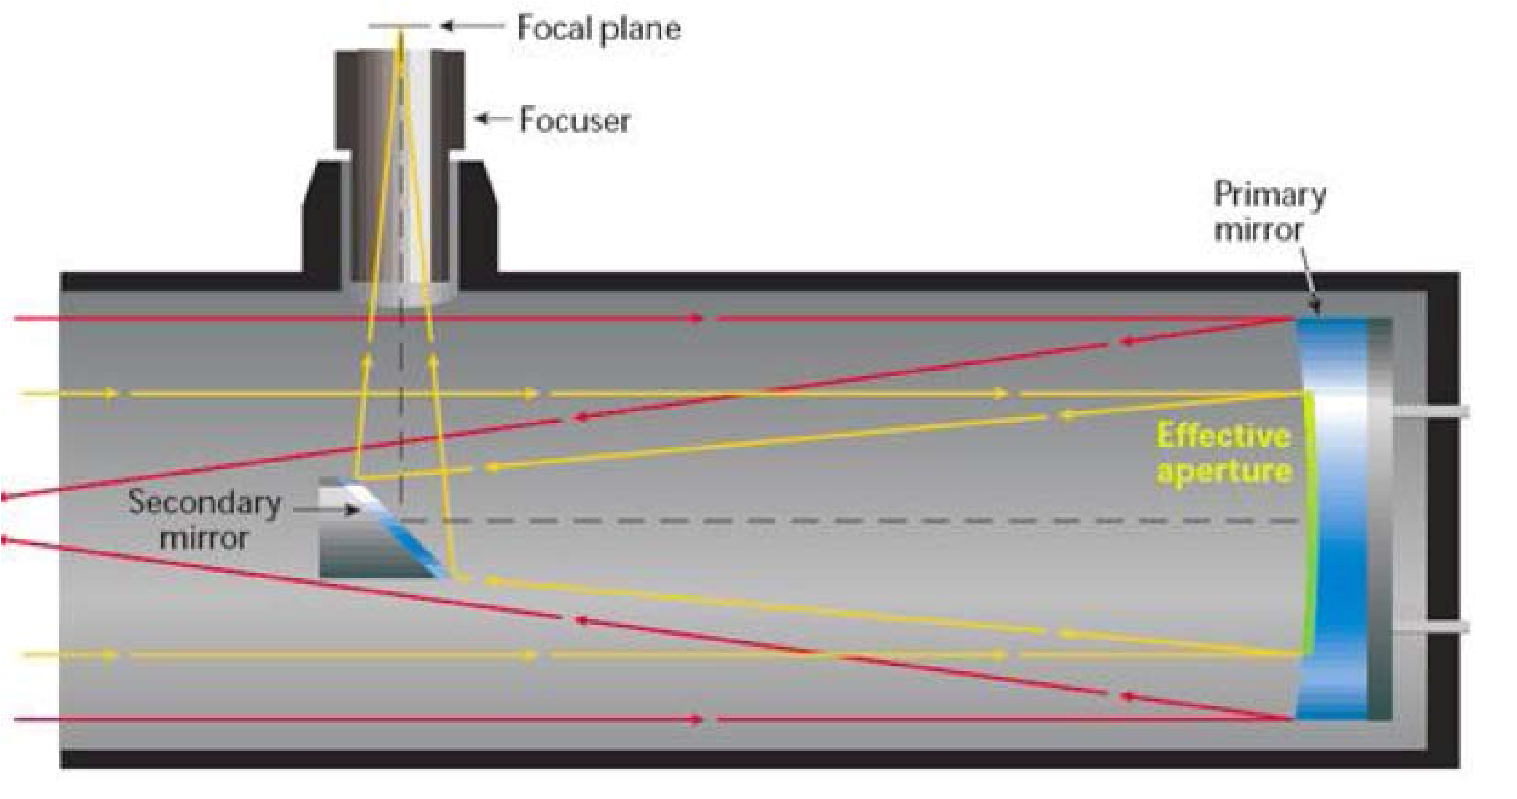 Focal plane
Focuser
Primary
mirror
Effective
aperture
Secondary
mirror